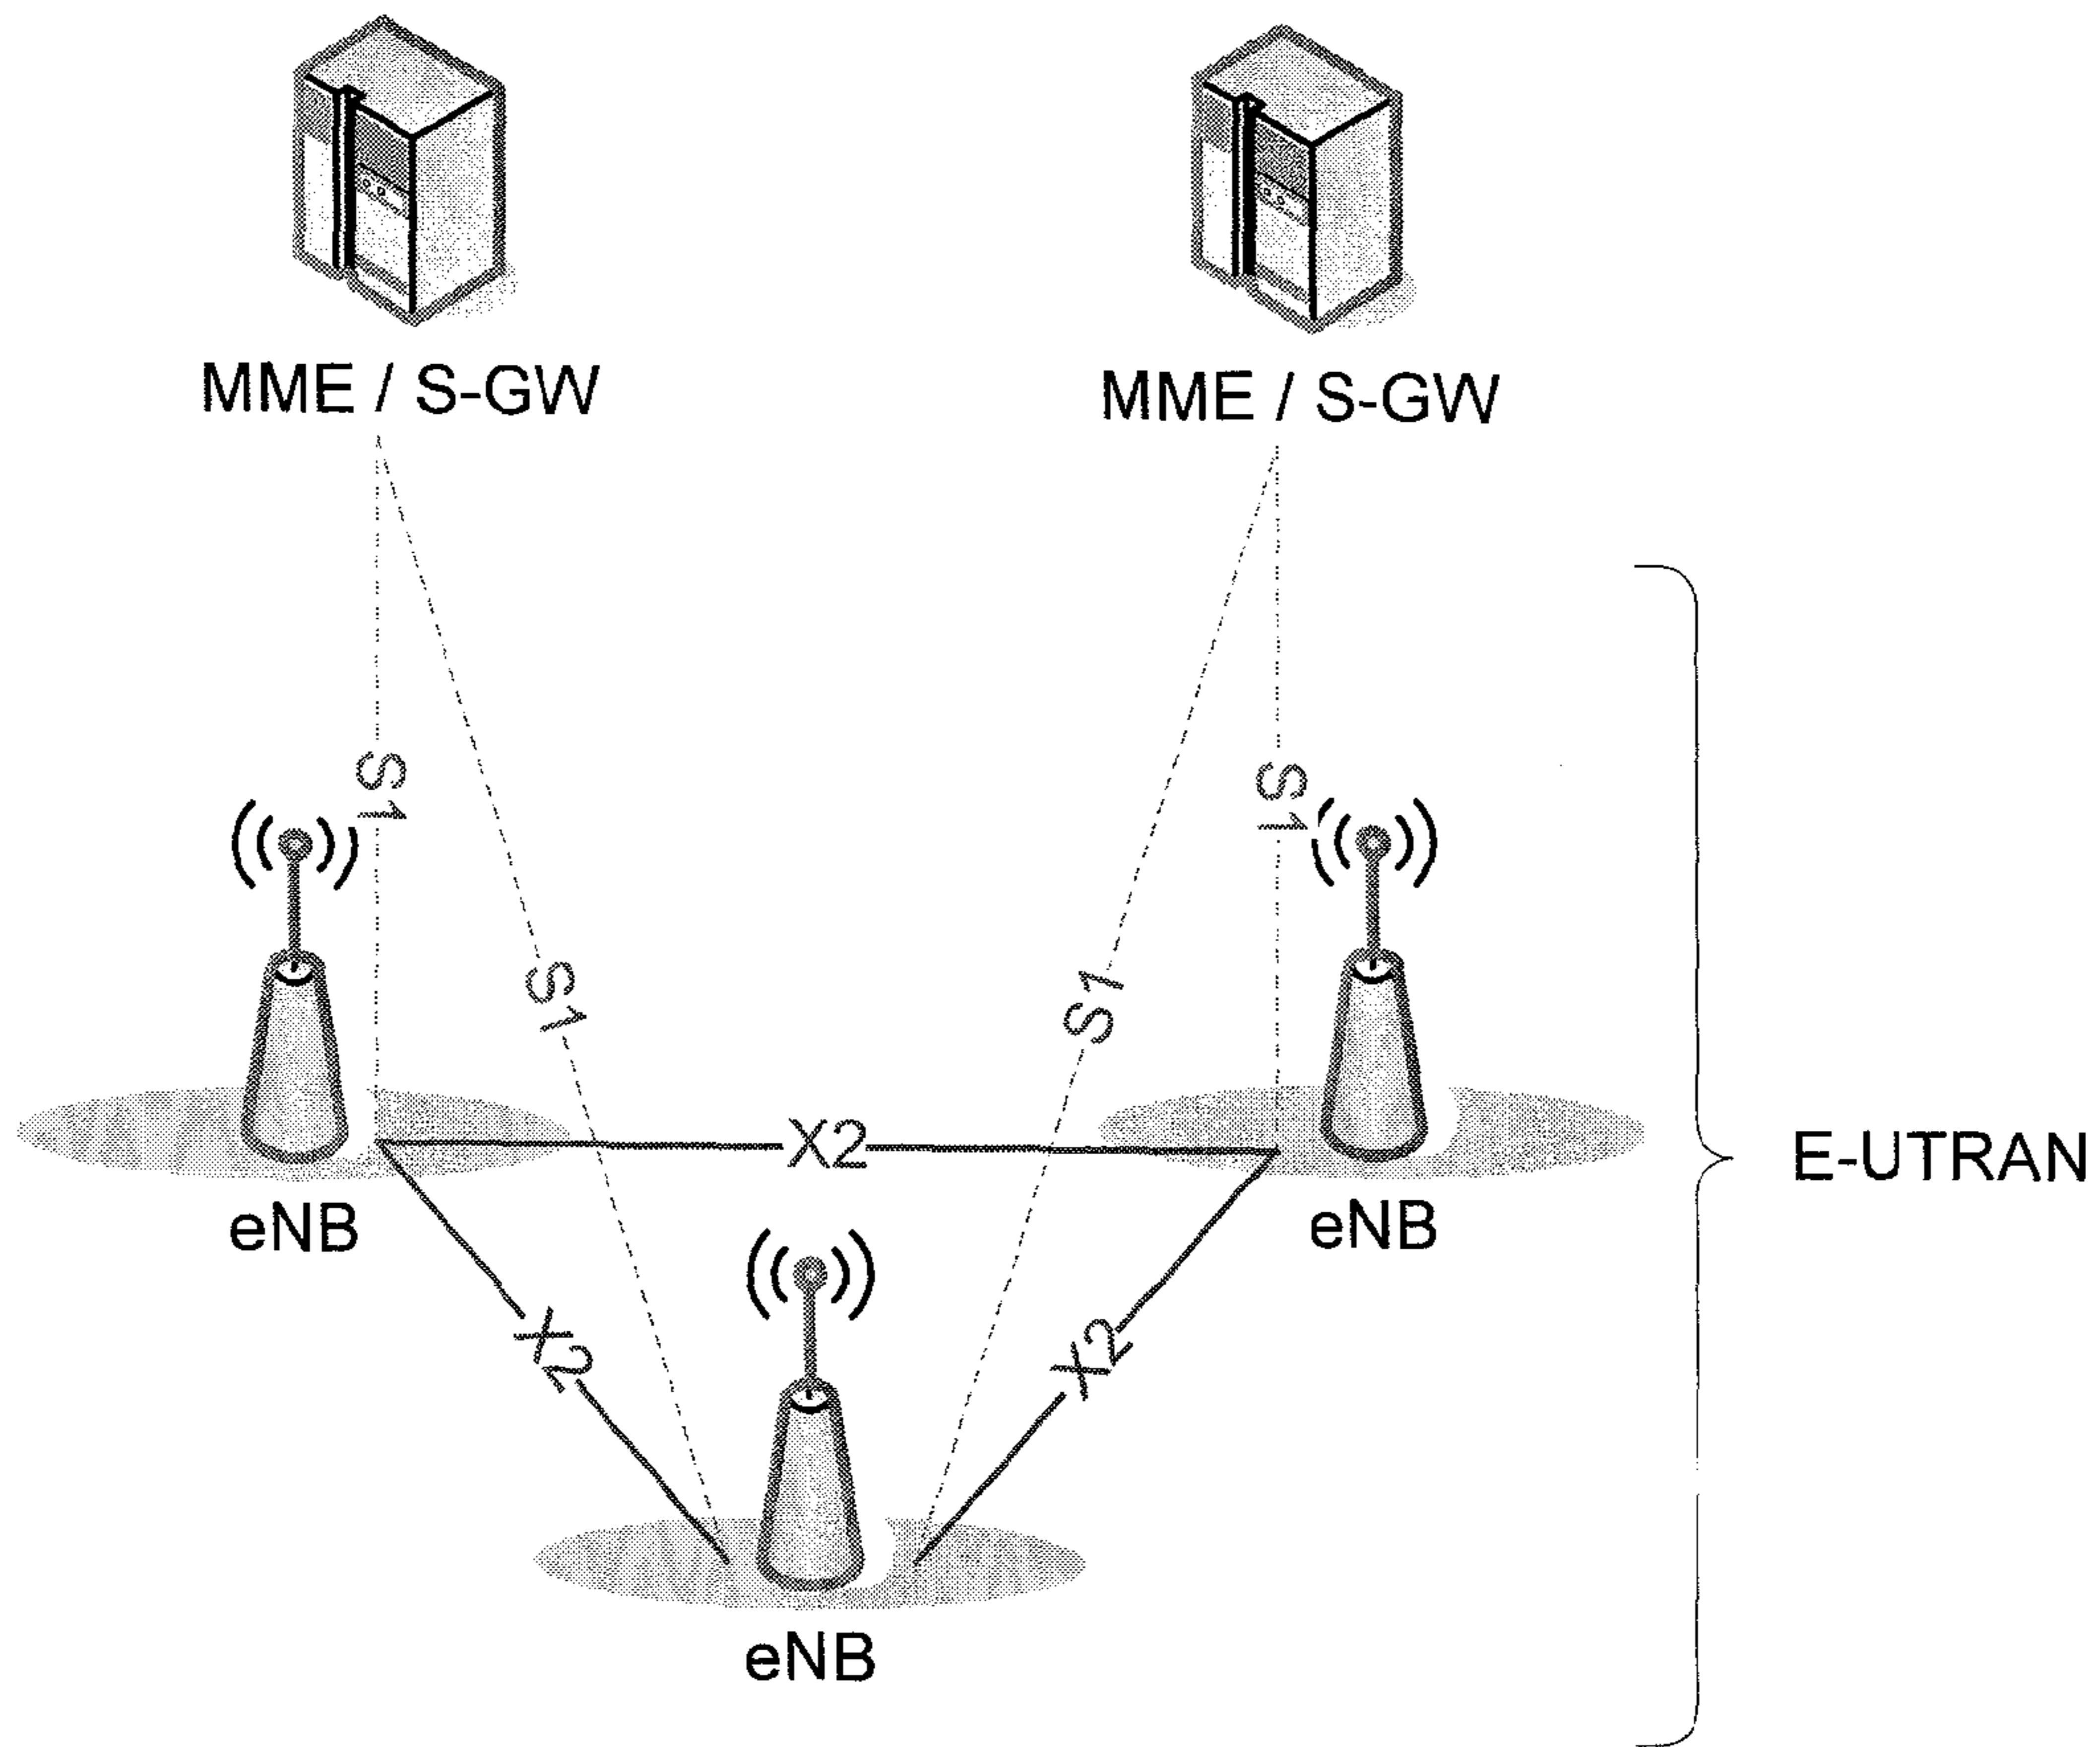 MME / S-GW
MME / S-GW
S1
S1
S1
S1
X2
E-UTRAN
eNB
eNB
X2
X2
eNB